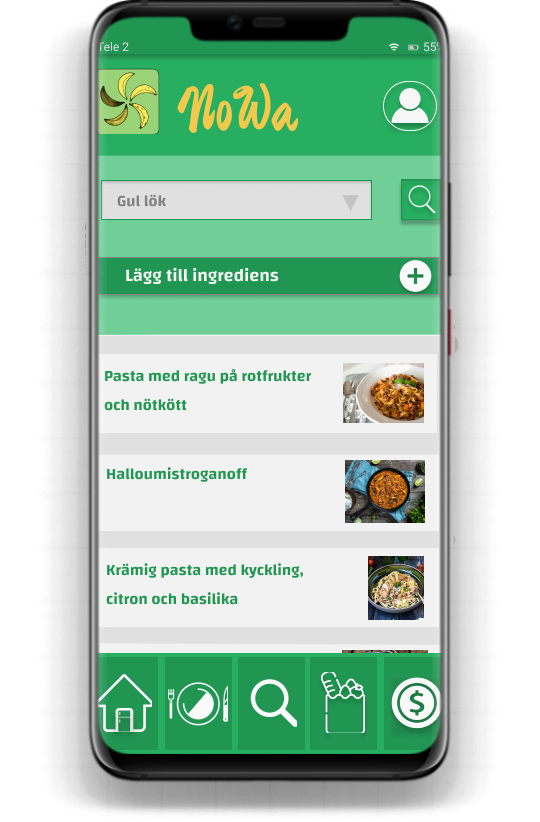 Tele 2
55
NoWa
Gul lök
Lägg till ingrediens
Pasta med ragu på rotfrukter
och nötkött
Halloumistroganoff
Krämig pasta med kyckling,
citron och basilika
$